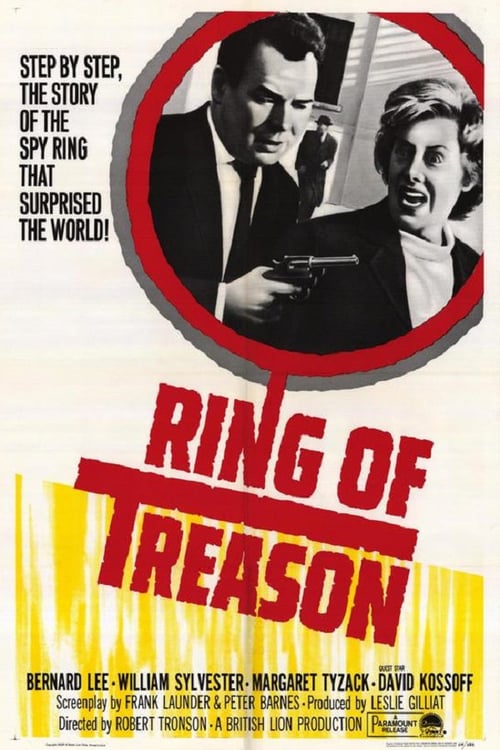 STEP BY STEP,
THE STORY
OF THE
SPY RING
THAT
SURPRISED
THE WORLD!
RING OF
TREASON
GUEST STAR
BERNARD LEE · WILLIAM SYLVESTER · MARGARET TYZACK · DAVID KOSSOFF
Screenplay by FRANK LAUNDER & PETER BARNES · Produced by LESLIE GILLIAT
Directed by ROBERT TRONSON · A BRITISH LION PRODUCTION
A
PARAMOUNT
RELEASE